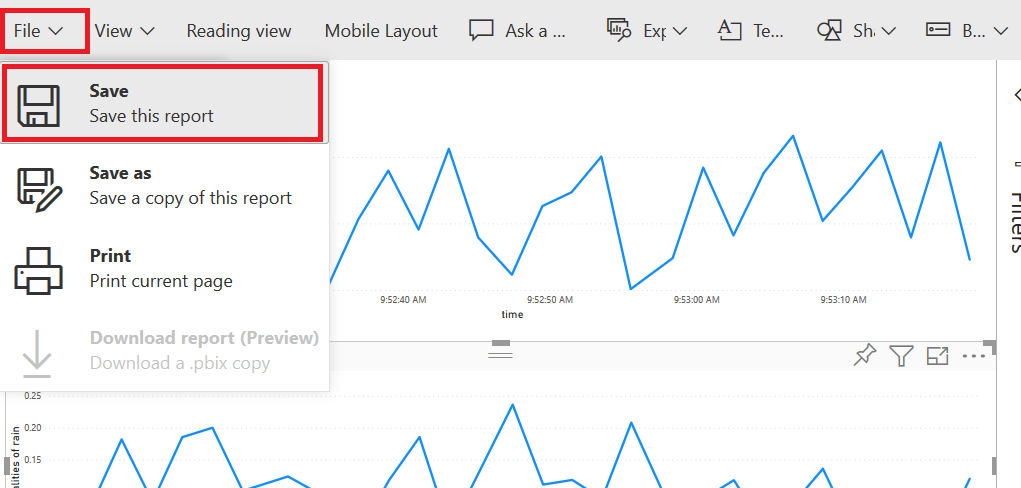 File View Reading view Mobile Layout Ask a ... Exp Te... Sha B...
Save
Save this report
Save as
Save a copy of this report
Print
Print current page
Download report (Preview)
Download a .pbix copy
9:52:40 AM 9:52:50 AM 9:53:00 AM 9:53:10 AM
time
Filters
0.25
0.20
0.15
alities of rain